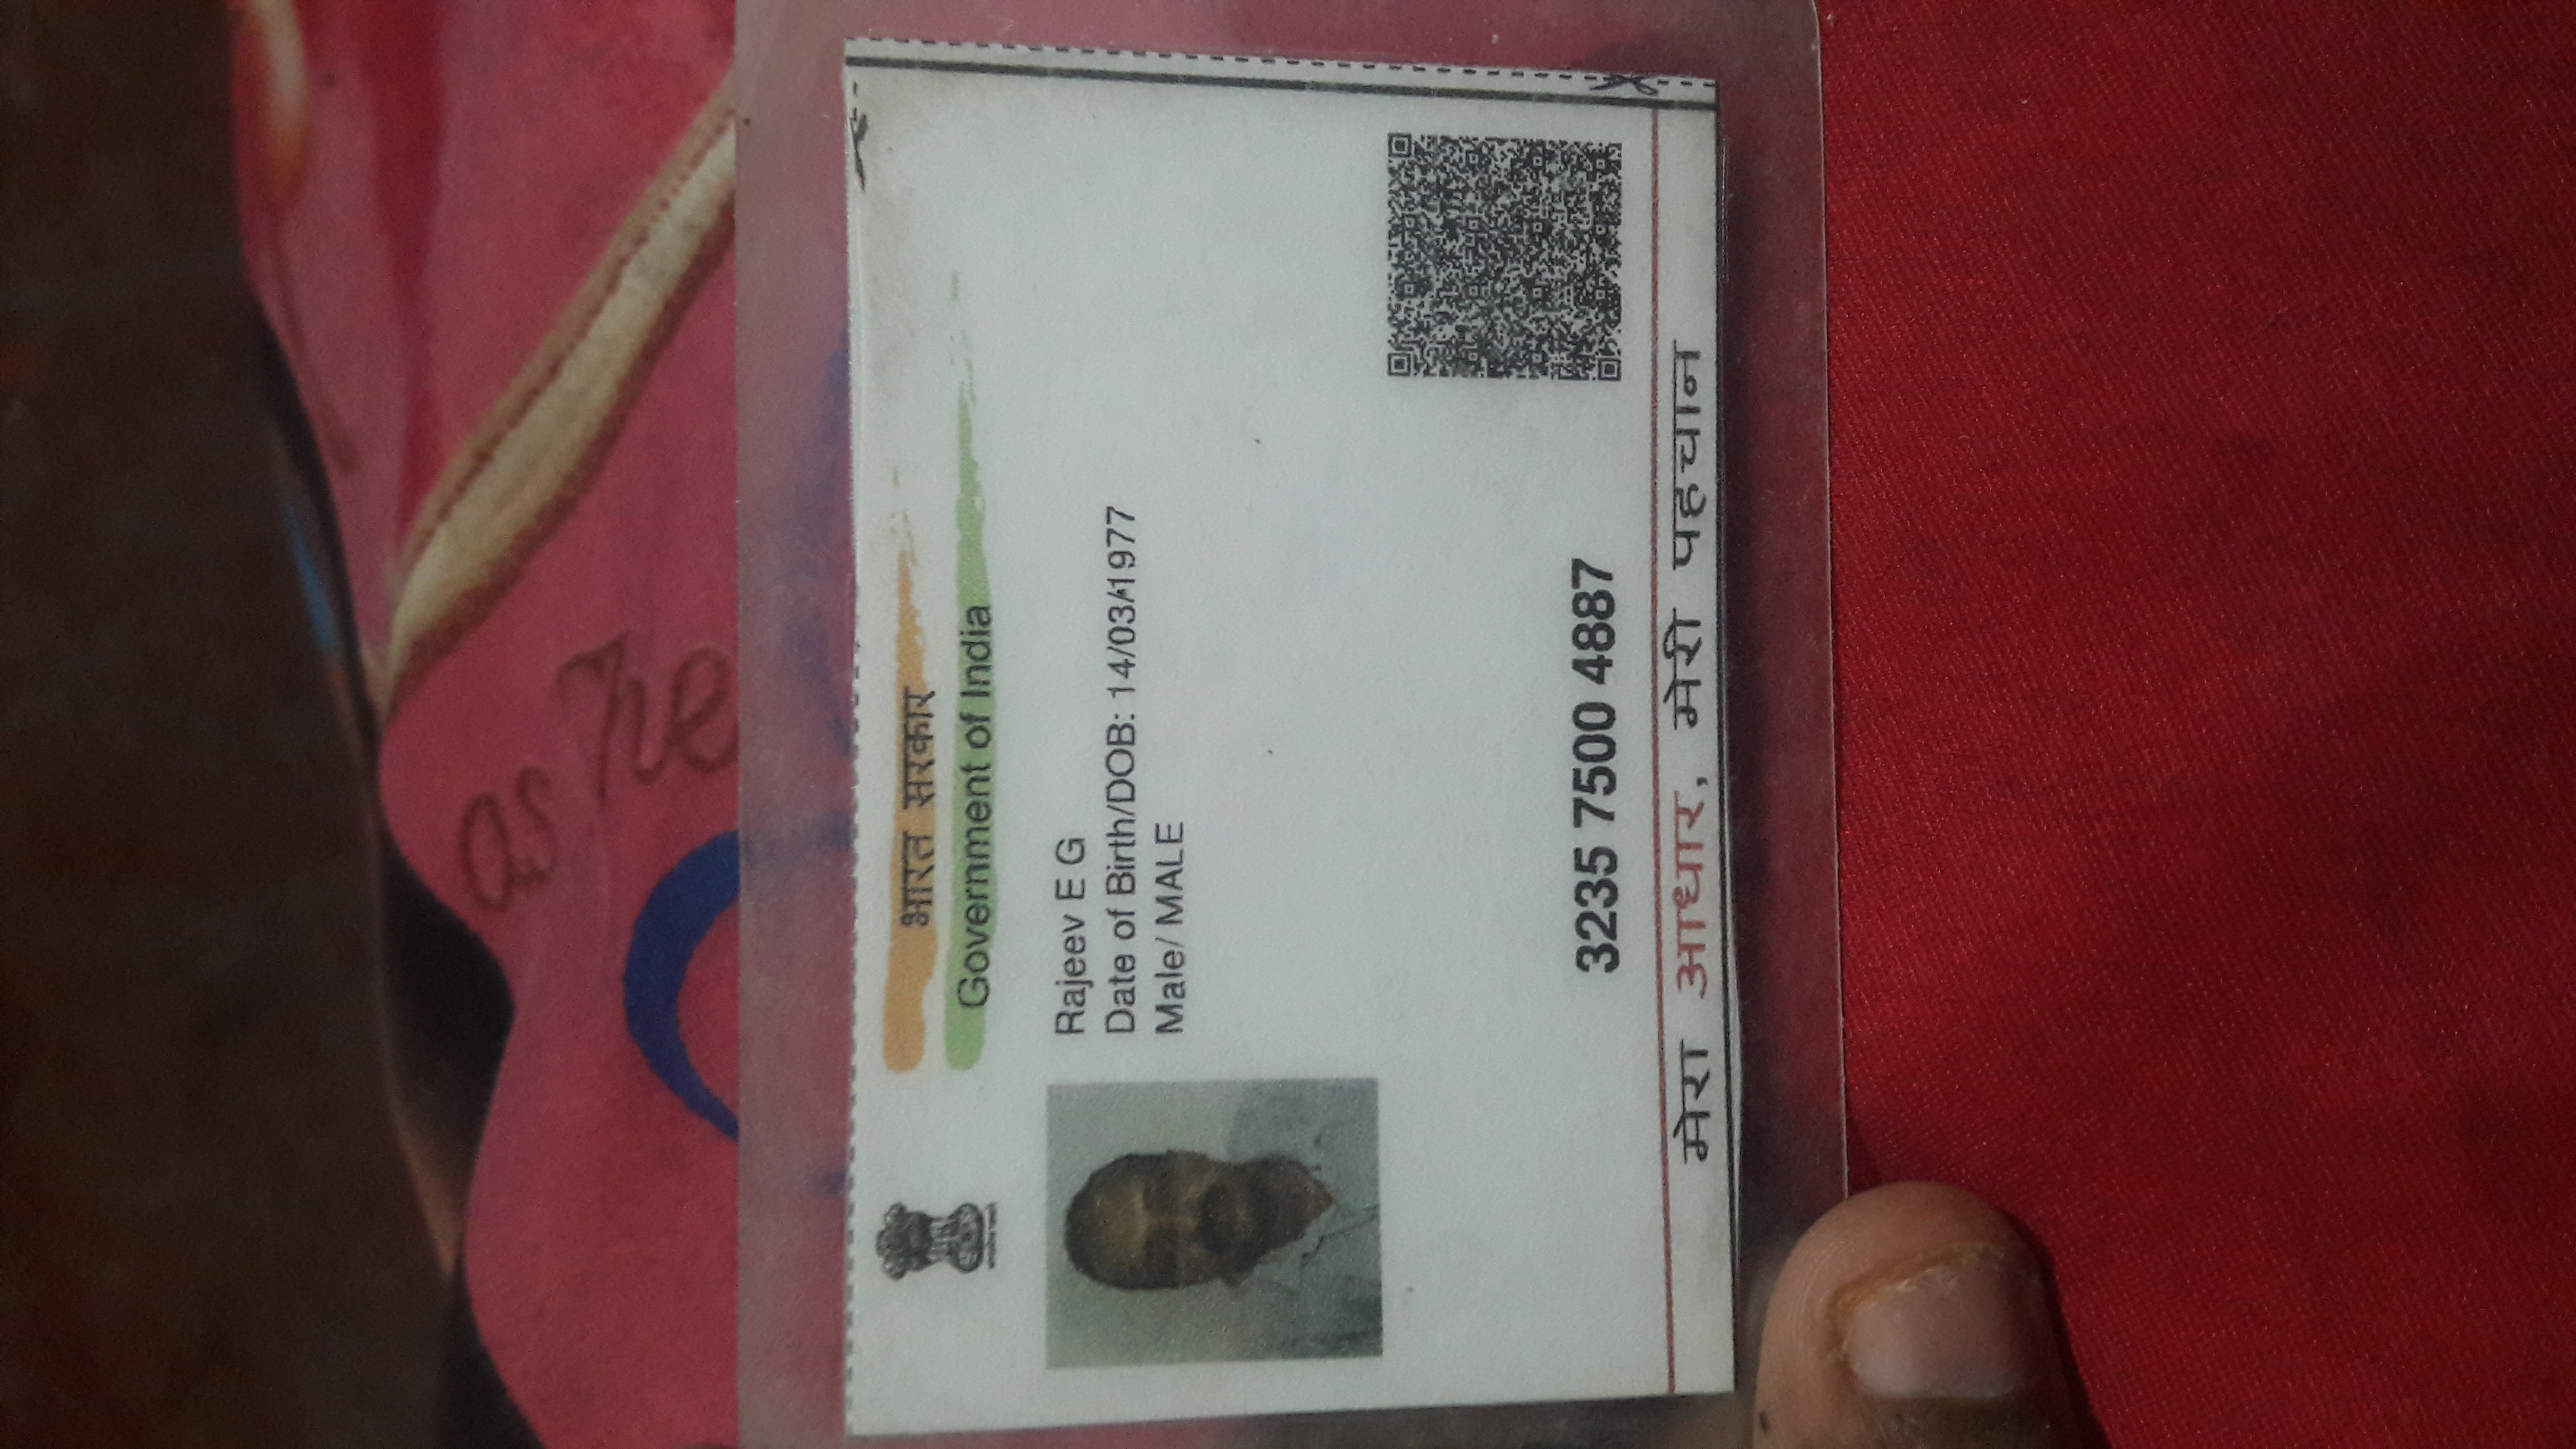 as The
भारत सरकार
Government of India
Rajeev E G
Date of Birth/DOB: 14/03/1977
Male/ MALE
3235 7500 4887
मेरा आधार, मेरी पहचान